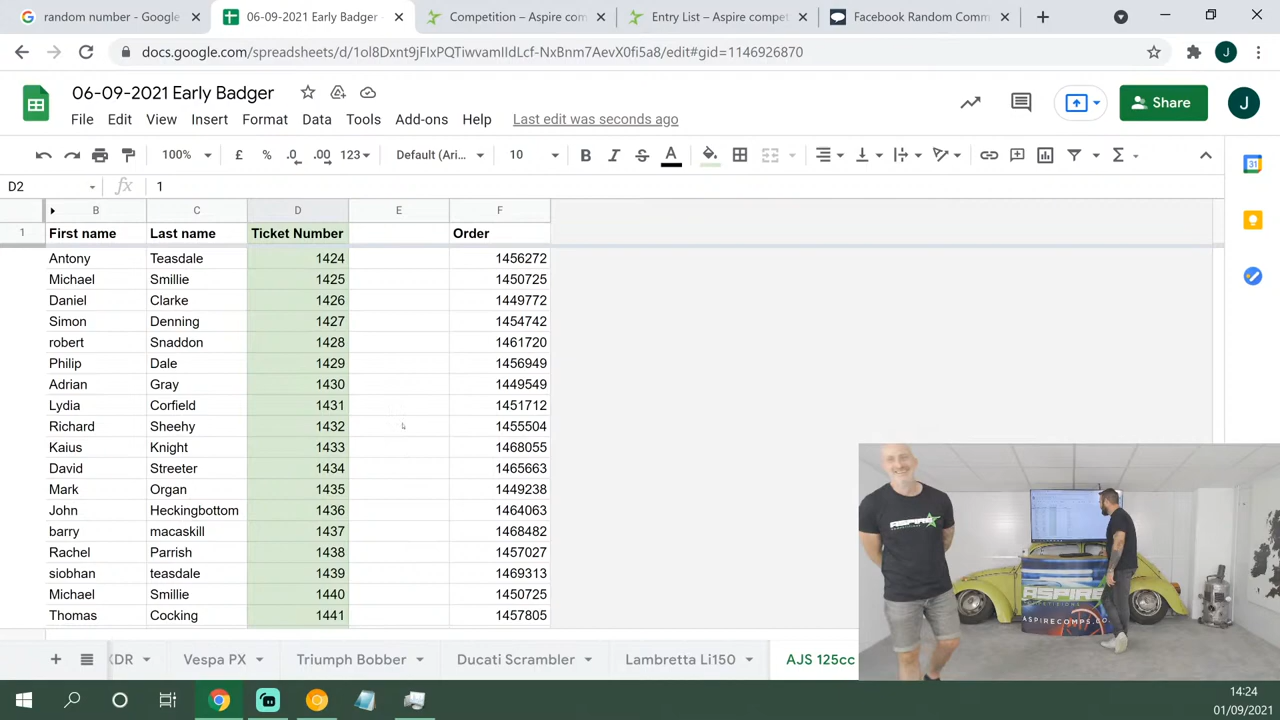 random number - Google
06-09-2021 Early Badger -
Competition – Aspire com
Entry List – Aspire compet
Facebook Random Comm
docs.google.com/spreadsheets/d/1ol8Dxnt9jFIxPQTiwvamIIdLcf-NxBnm7AevX0fi5a8/edit#gid=1146926870
J
06-09-2021 Early Badger
File Edit View Insert Format Data Tools Add-ons Help Last edit was seconds ago
Share
J
100% £ % .0 .00 123 Default (Ari... 10 B I S A
31
D2 fx 1
B C D E F
1 First name Last name Ticket Number Order
Antony Teasdale 1424 1456272
Michael Smillie 1425 1450725
Daniel Clarke 1426 1449772
Simon Denning 1427 1454742
robert Snaddon 1428 1461720
Philip Dale 1429 1456949
Adrian Gray 1430 1449549
Lydia Corfield 1431 1451712
Richard Sheehy 1432 1455504
Kaius Knight 1433 1468055
David Streeter 1434 1465663
Mark Organ 1435 1449238
John Heckingbottom 1436 1464063
barry macaskill 1437 1468482
Rachel Parrish 1438 1457027
siobhan teasdale 1439 1469313
Michael Smillie 1440 1450725
Thomas Cocking 1441 1457805
ASPIRE
ASPIRE
ASPIRECOMPS.CO.
XDR Vespa PX Triumph Bobber Ducati Scrambler Lambretta Li150 AJS 125cc
14:24
01/09/2021